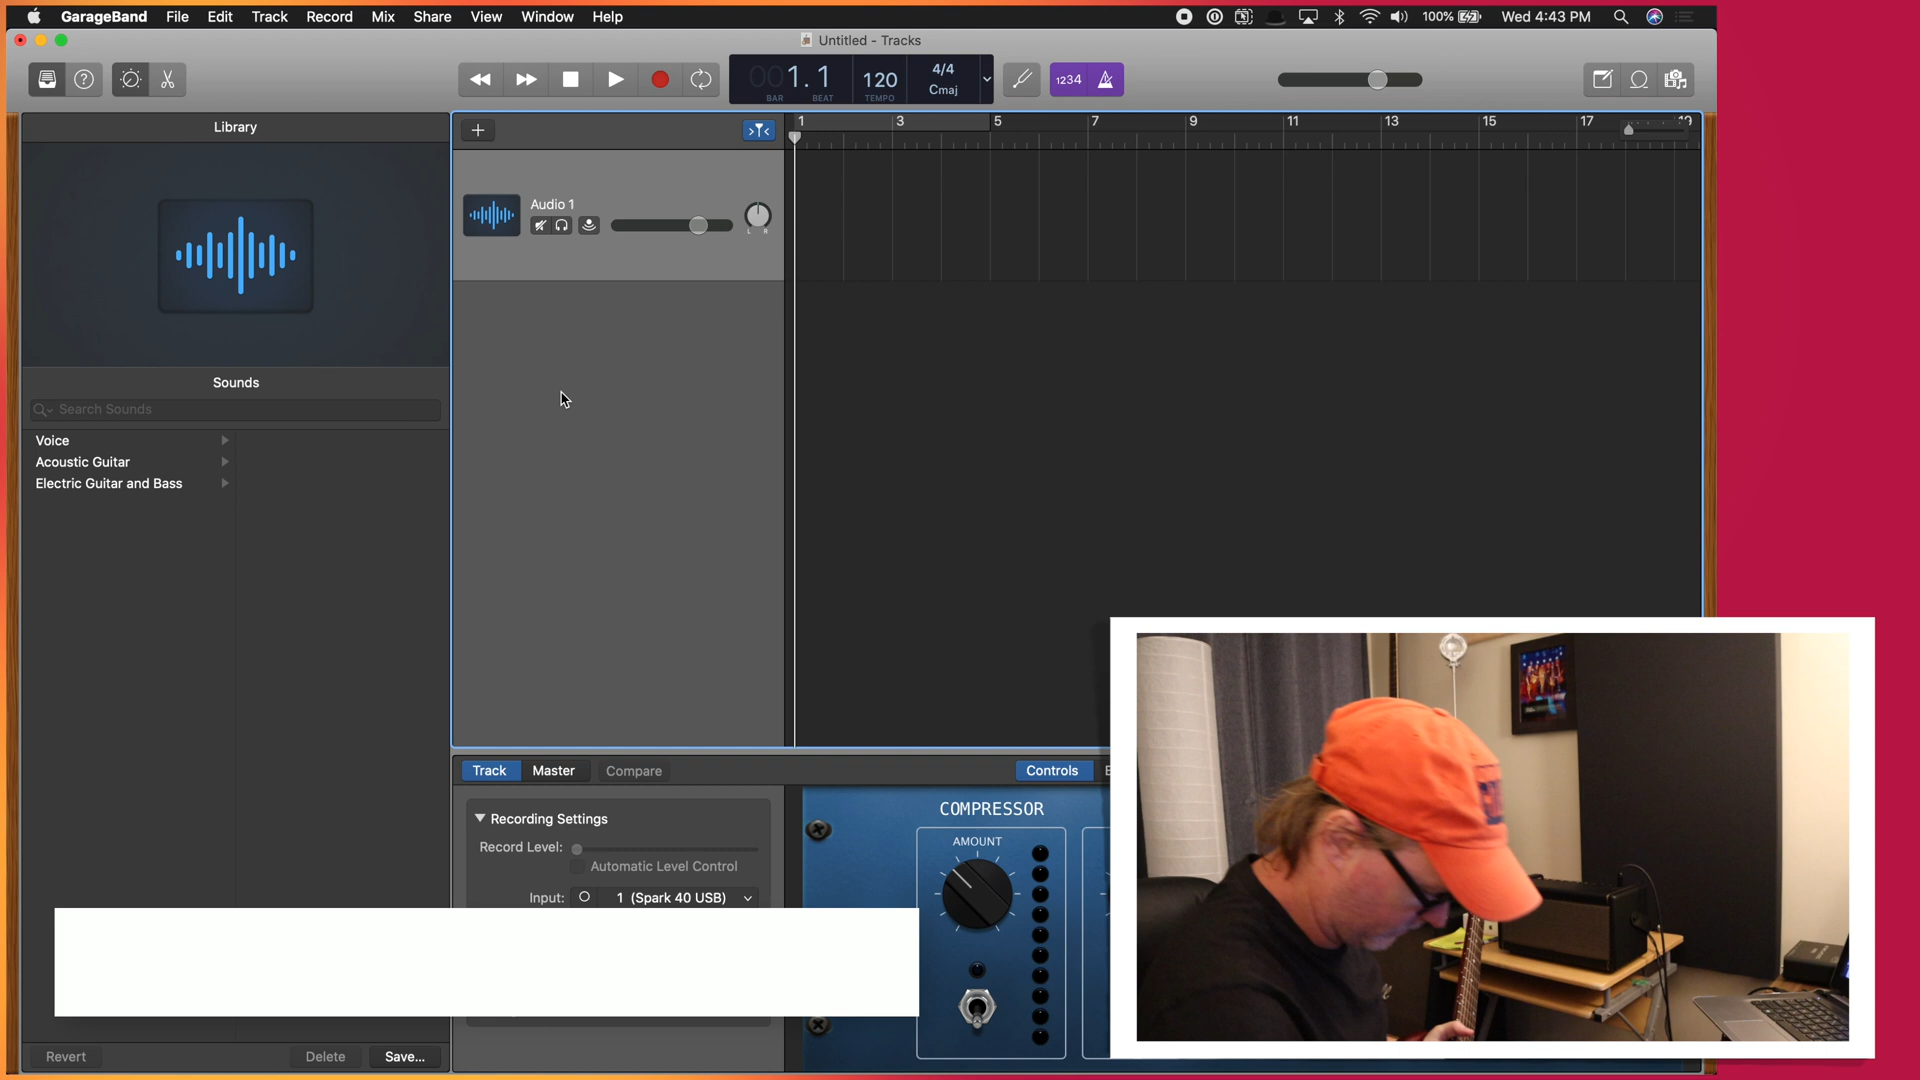 GarageBand File Edit Track Record Mix Share View Window Help
100% Wed 4:43 PM
Untitled - Tracks
001. 1
BAR BEAT
120
TEMPO
4/4
Cmaj
1234
Library
1 3 5 7 9 11 13 15 17 19
Audio 1
L R
Sounds
Search Sounds
Voice
Acoustic Guitar
Electric Guitar and Bass
Track Master Compare Controls
Recording Settings
Record Level:
Automatic Level Control
Input: 1 (Spark 40 USB)
COMPRESSOR
AMOUNT
Revert Delete Save...